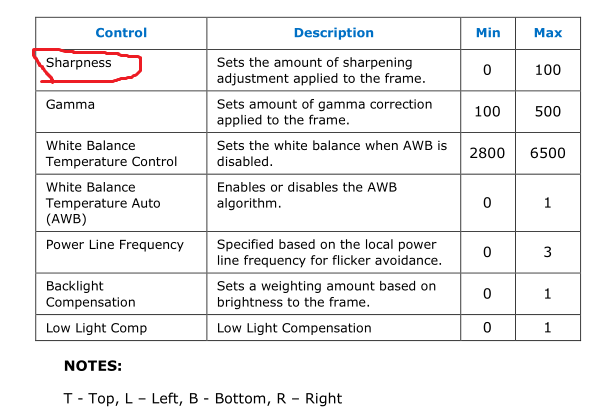 Control Description Min Max
Sharpness Sets the amount of sharpening
adjustment applied to the frame. 0 100
Gamma Sets amount of gamma correction
applied to the frame. 100 500
White Balance Sets the white balance when AWB is
Temperature Control disabled. 2800 6500
White Balance Enables or disables the AWB
Temperature Auto algorithm. 0 1
(AWB)
Power Line Frequency Specified based on the local power
line frequency for flicker avoidance. 0 3
Backlight Sets a weighting amount based on
Compensation brightness to the frame. 0 1
Low Light Comp Low Light Compensation 0 1
NOTES:
T - Top, L – Left, B - Bottom, R – Right